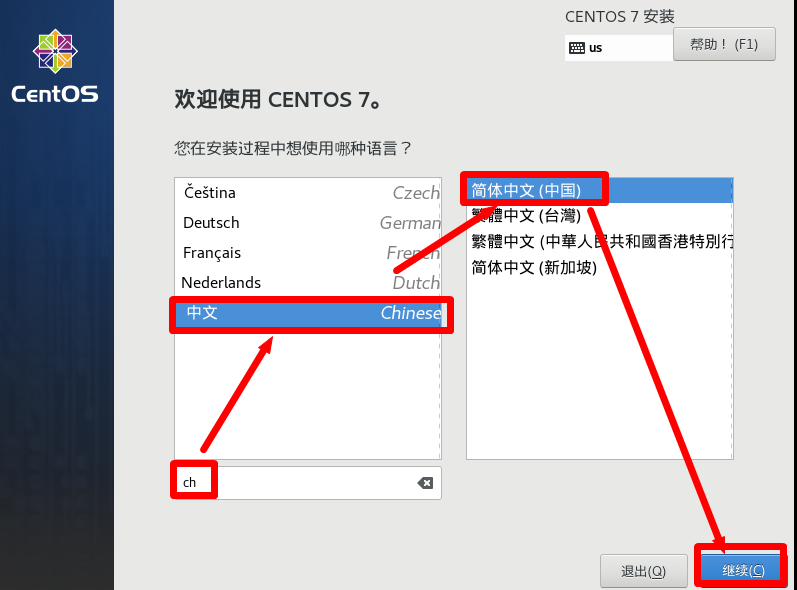 CENTOS 7 安装
us
帮助！ (F1)
CentOS
欢迎使用 CENTOS 7。
您在安装过程中想使用哪种语言？
Čeština Czech
Deutsch German
Français French
Nederlands Dutch
中文 Chinese
ch
简体中文 (中国)
繁體中文 (台灣)
繁體中文 (中華人民共和國香港特別行
简体中文 (新加坡)
退出(Q)
继续(C)